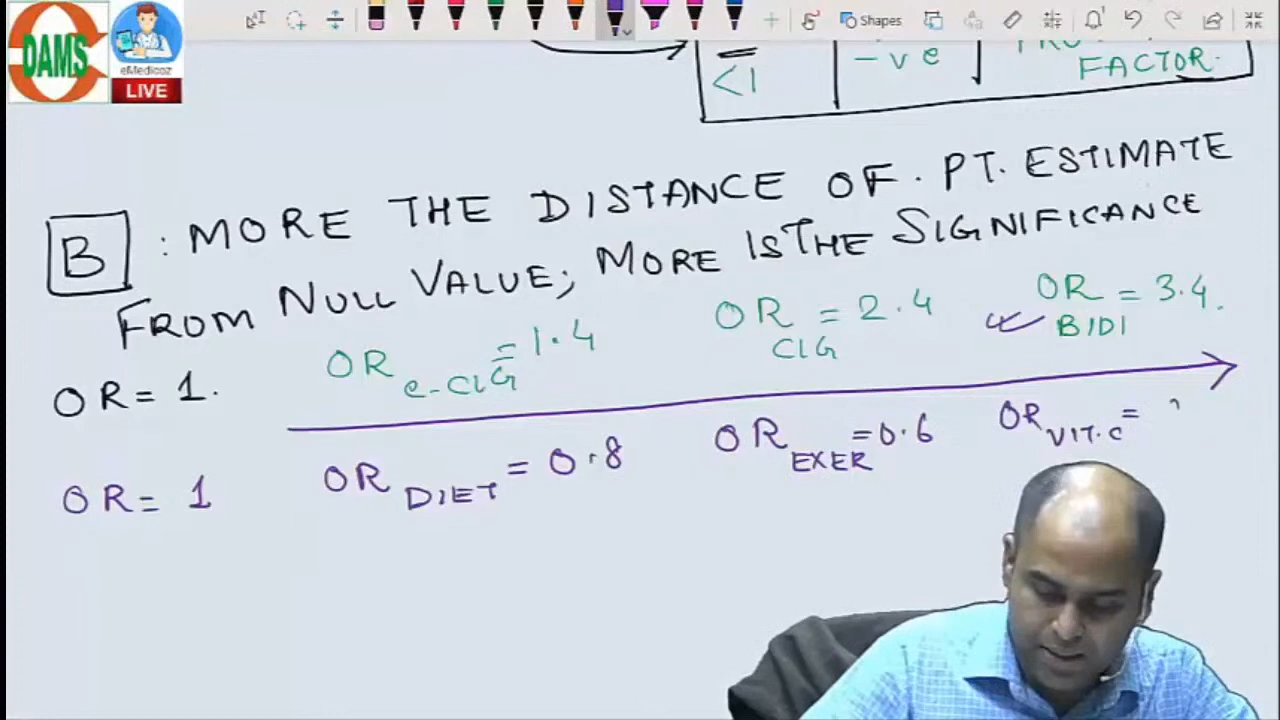 DAMS
eMedicoz
LIVE
Shapes
<1
-ve
FACTOR.
B : MORE THE DISTANCE OF . PT. ESTIMATE
FROM NULL VALUE; MORE IS THE SIGNIFICANCE
OR = 1.
OR e-CIG = 1.4
OR CIG = 2.4
OR BIDI = 3.4.
OR = 1
OR DIET = 0.8
OR EXER = 0.6
OR VIT.C =